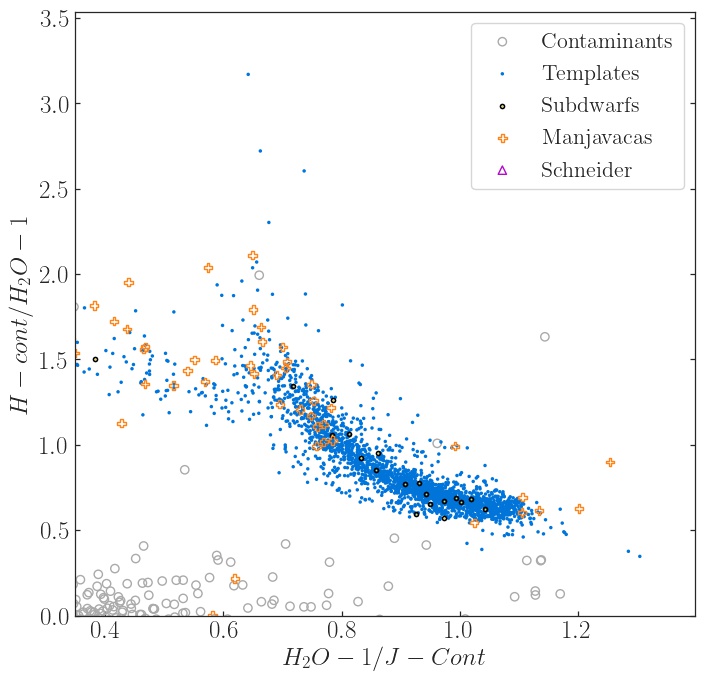 3.5
3.0
2.5
2.0
1.5
1.0
0.5
0.0
H − cont/H₂O − 1
Contaminants
Templates
Subdwarfs
Manjavacas
Schneider
0.4 0.6 0.8 1.0 1.2
H₂O − 1/J − Cont